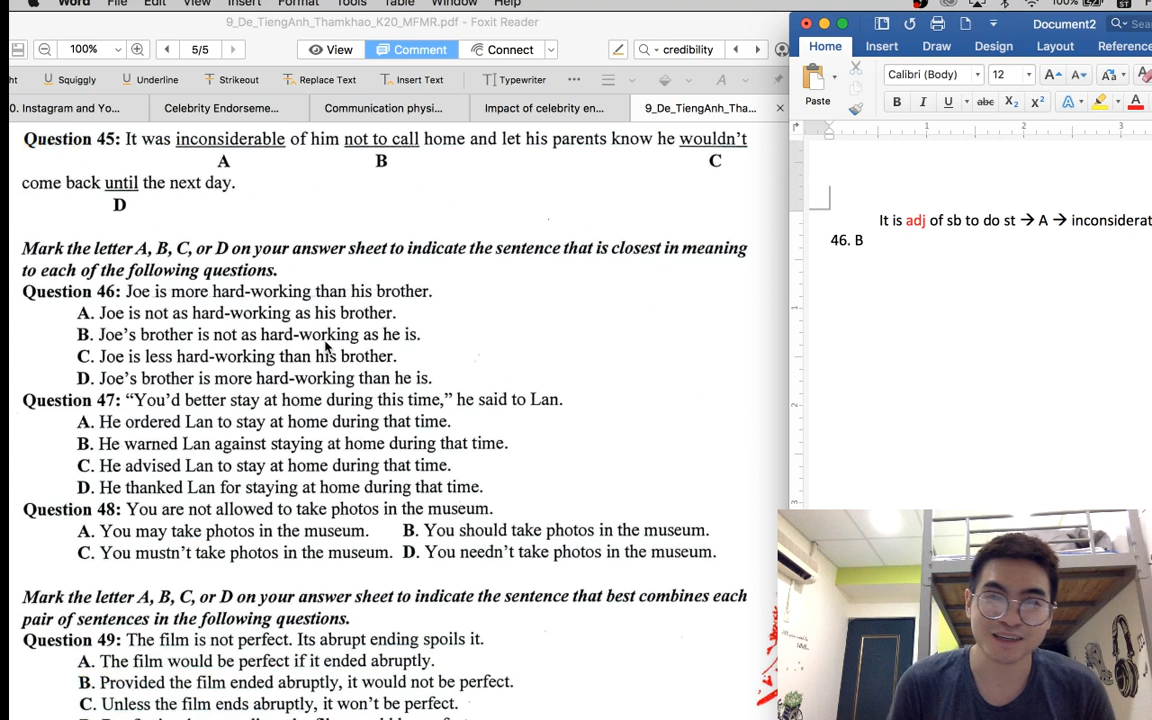 Word File Edit View Insert Format Tools Table Window Help 100%
9_De_TiengAnh_Thamkhao_K20_MFMR.pdf - Foxit Reader
100% 5/5 View Comment Connect credibility
Squiggly Underline Strikeout Replace Text Insert Text Typewriter
0. Instagram and Yo... Celebrity Endorseme... Communication physi... Impact of celebrity en... 9_De_TiengAnh_Tha...
Question 45: It was inconsiderable of him not to call home and let his parents know he wouldn't
A B C
come back until the next day.
D
Mark the letter A, B, C, or D on your answer sheet to indicate the sentence that is closest in meaning
to each of the following questions.
Question 46: Joe is more hard-working than his brother.
A. Joe is not as hard-working as his brother.
B. Joe's brother is not as hard-working as he is.
C. Joe is less hard-working than his brother.
D. Joe's brother is more hard-working than he is.
Question 47: "You'd better stay at home during this time," he said to Lan.
A. He ordered Lan to stay at home during that time.
B. He warned Lan against staying at home during that time.
C. He advised Lan to stay at home during that time.
D. He thanked Lan for staying at home during that time.
Question 48: You are not allowed to take photos in the museum.
A. You may take photos in the museum. B. You should take photos in the museum.
C. You mustn't take photos in the museum. D. You needn't take photos in the museum.
Mark the letter A, B, C, or D on your answer sheet to indicate the sentence that best combines each
pair of sentences in the following questions.
Question 49: The film is not perfect. Its abrupt ending spoils it.
A. The film would be perfect if it ended abruptly.
B. Provided the film ended abruptly, it would not be perfect.
C. Unless the film ends abruptly, it won't be perfect.
Document2
Home Insert Draw Design Layout Reference
Paste Calibri (Body) 12
B I U abc X2 X2 A A
1 2 3
It is adj of sb to do st → A → inconsiderat
46. B